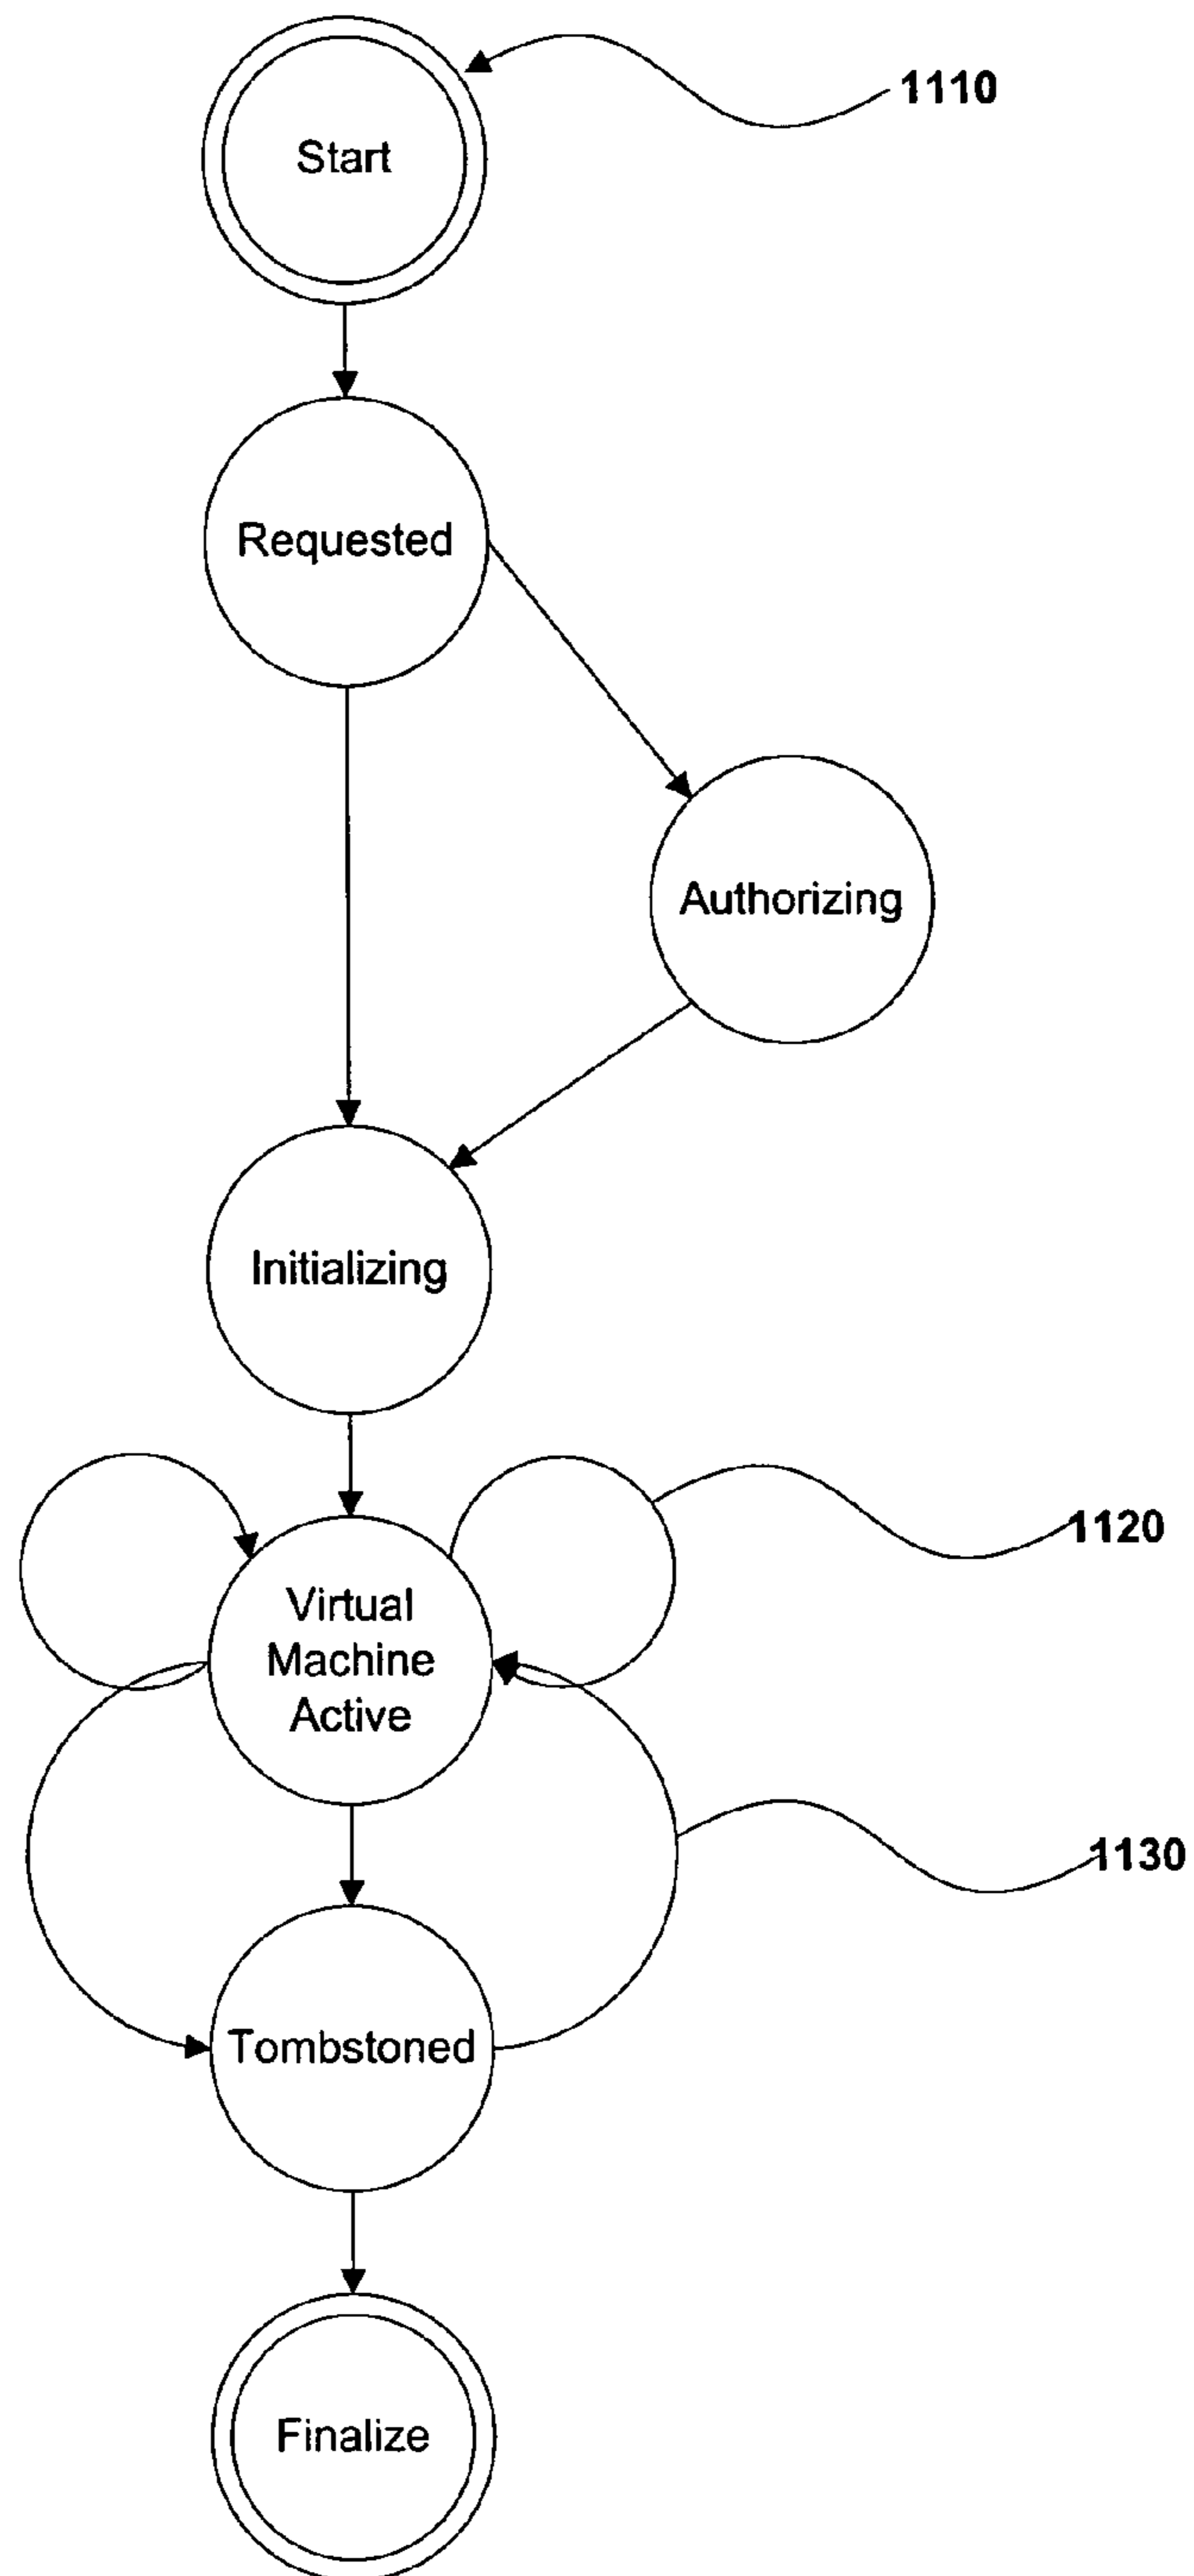 1110
Start
Requested
Authorizing
Initializing
1120
Virtual
Machine
Active
1130
Tombstoned
Finalize